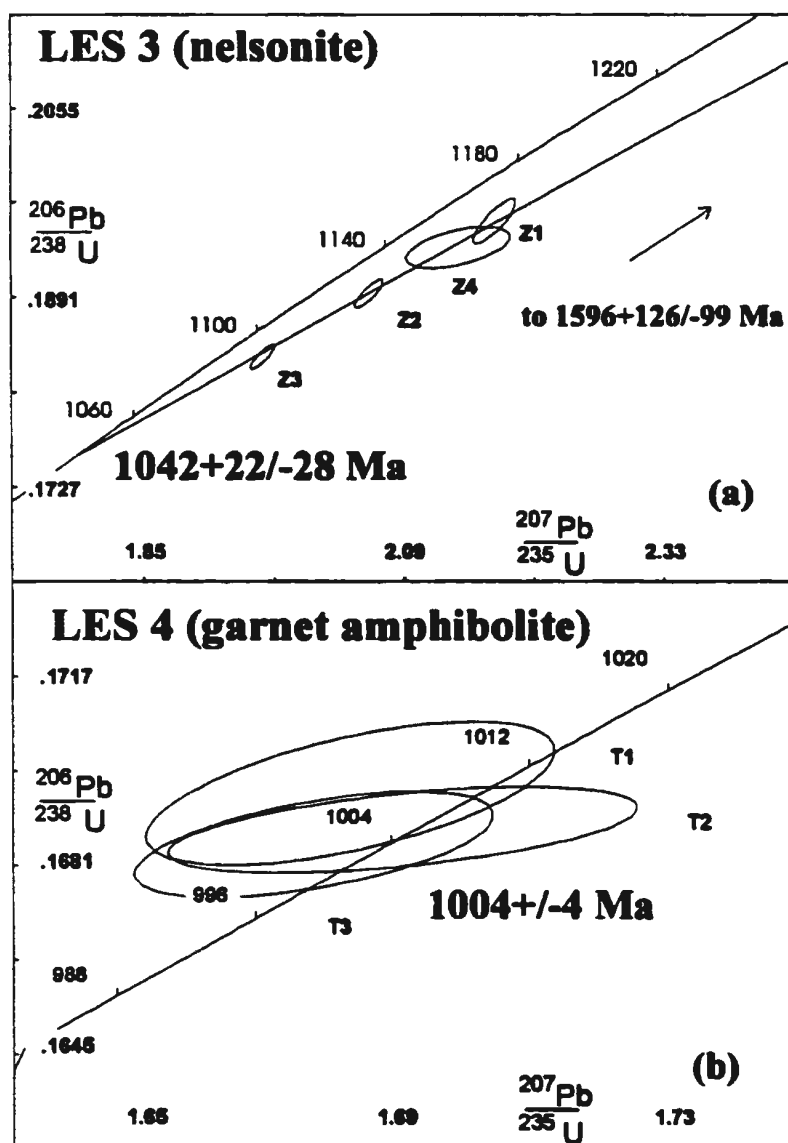 LES 3 (nelsonite)
1220
.2055
1180
206Pb
238U
1140
Z1
Z4
.1891
Z2
to 1596+126/-99 Ma
1100
Z3
1060
1042+22/-28 Ma
.1727
(a)
207Pb
235U
1.85
2.09
2.33
LES 4 (garnet amphibolite)
1020
.1717
1012
T1
206Pb
238U
1004
T2
.1681
996
1004+/-4 Ma
T3
988
.1645
(b)
207Pb
235U
1.65
1.69
1.73